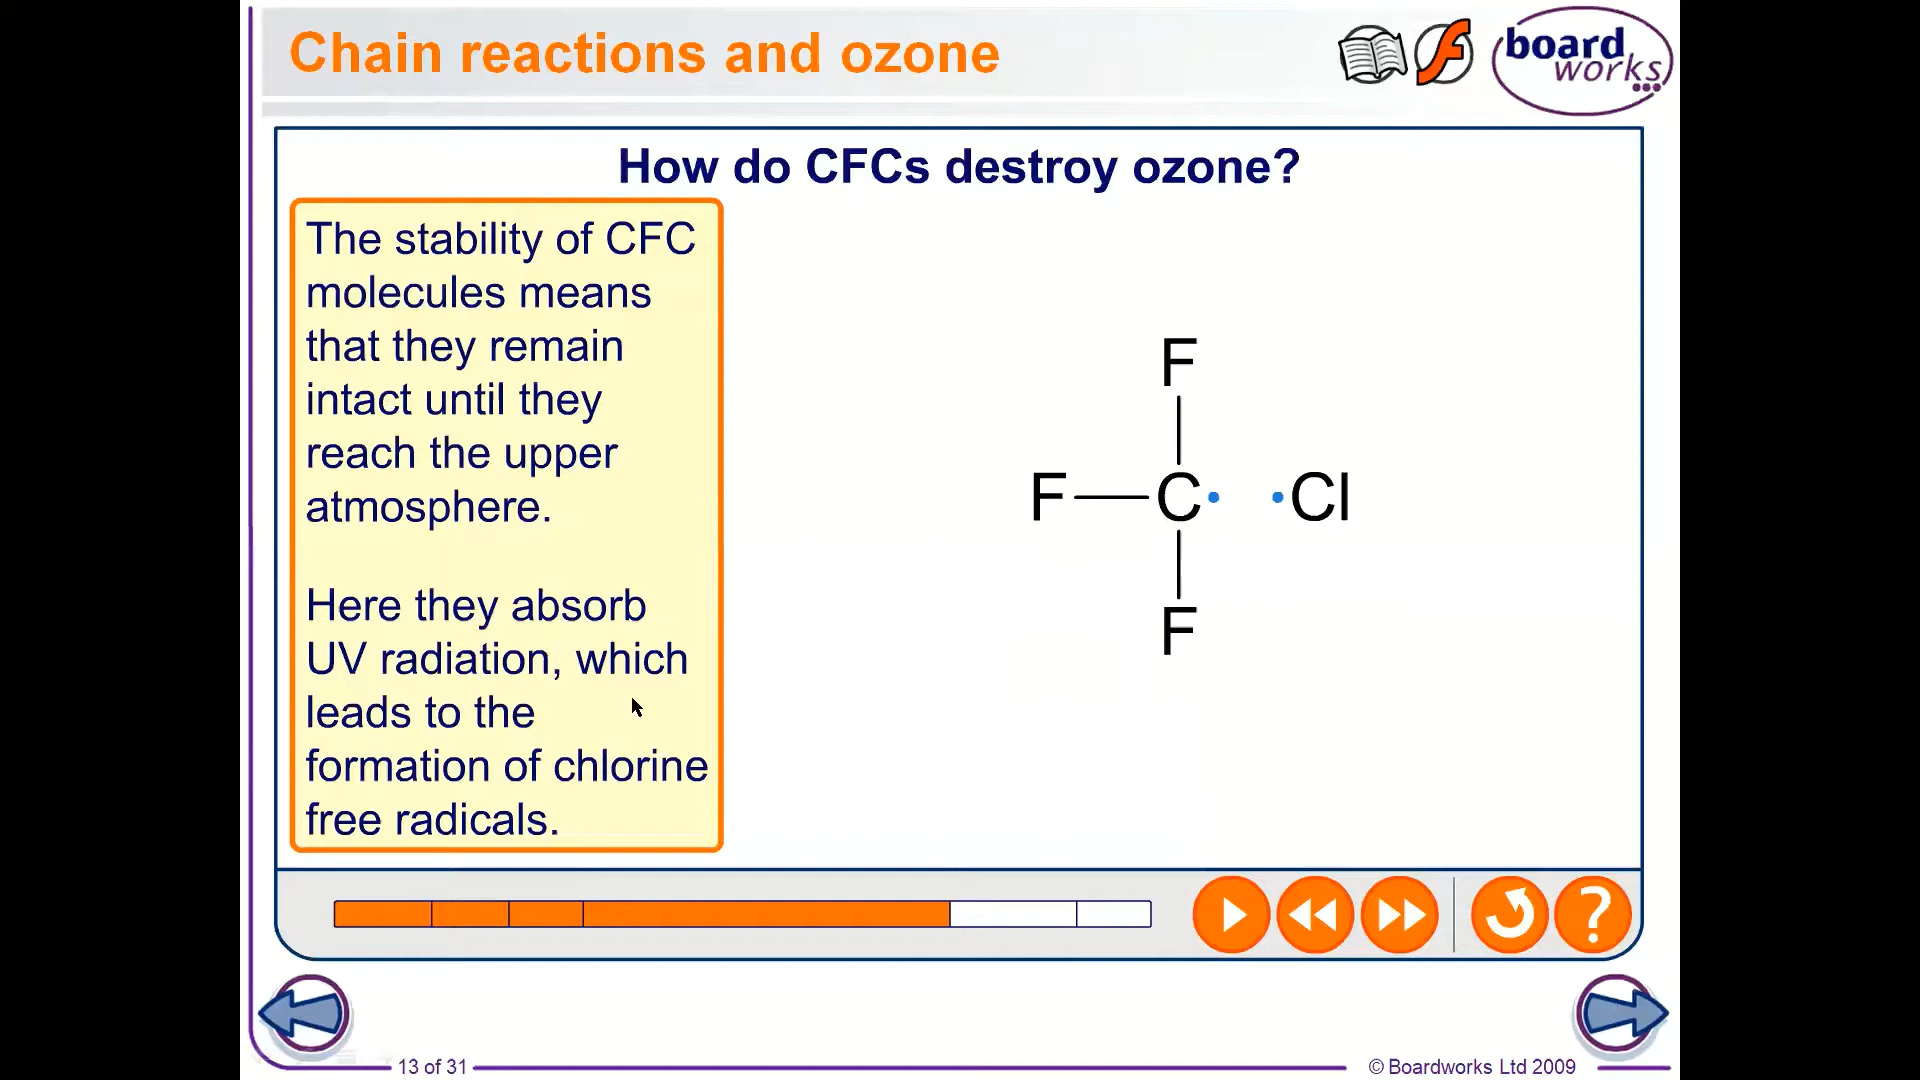 Chain reactions and ozone
board
works
How do CFCs destroy ozone?
The stability of CFC
molecules means
that they remain
intact until they
reach the upper
atmosphere.
Here they absorb
UV radiation, which
leads to the
formation of chlorine
free radicals.
F
F C· ·Cl
F
?
13 of 31
© Boardworks Ltd 2009